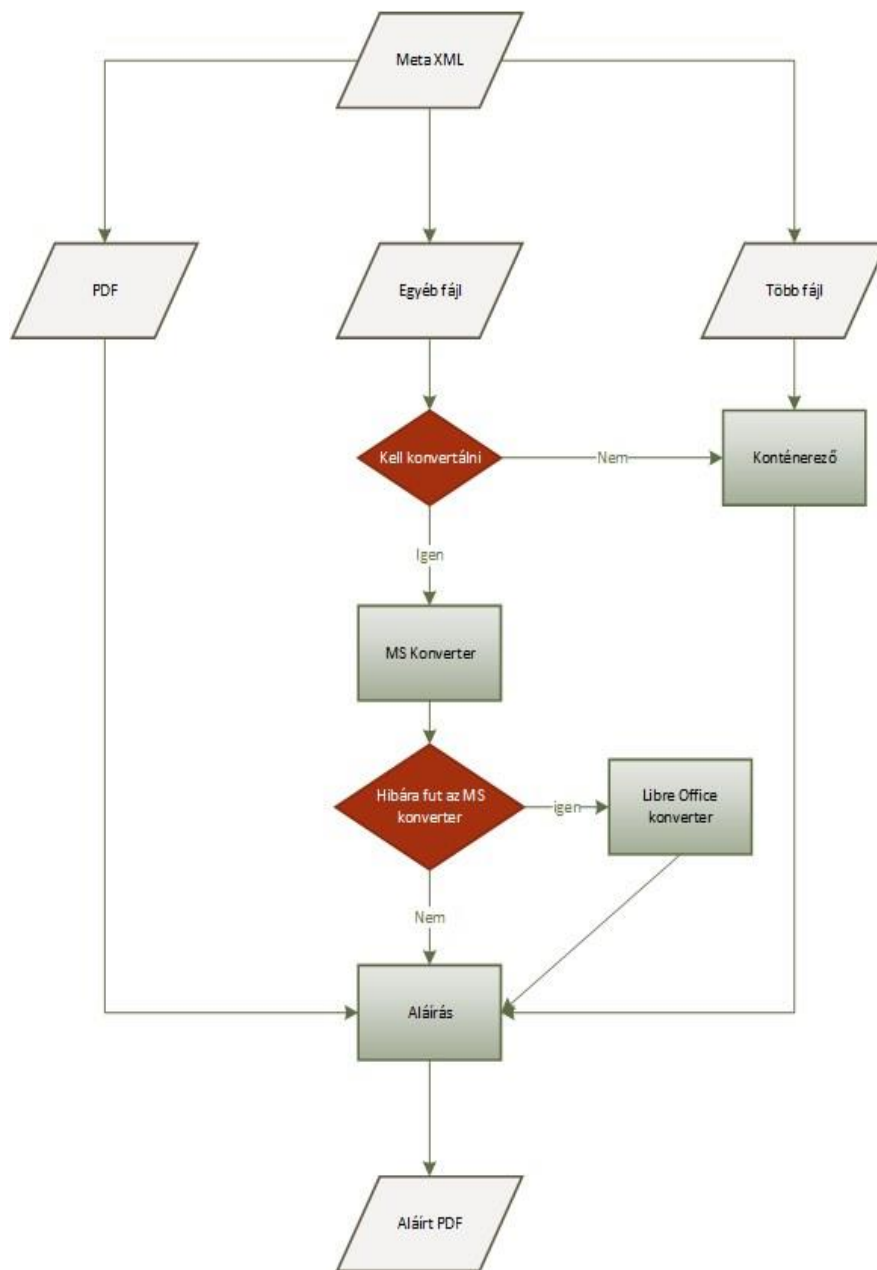 Meta XML
PDF
Egyéb fájl
Több fájl
Kell konvertálni
Nem
Konténerező
Igen
MS Konverter
Hibára fut az MS
konverter
igen
Libre Office
konverter
Nem
Aláírás
Aláírt PDF